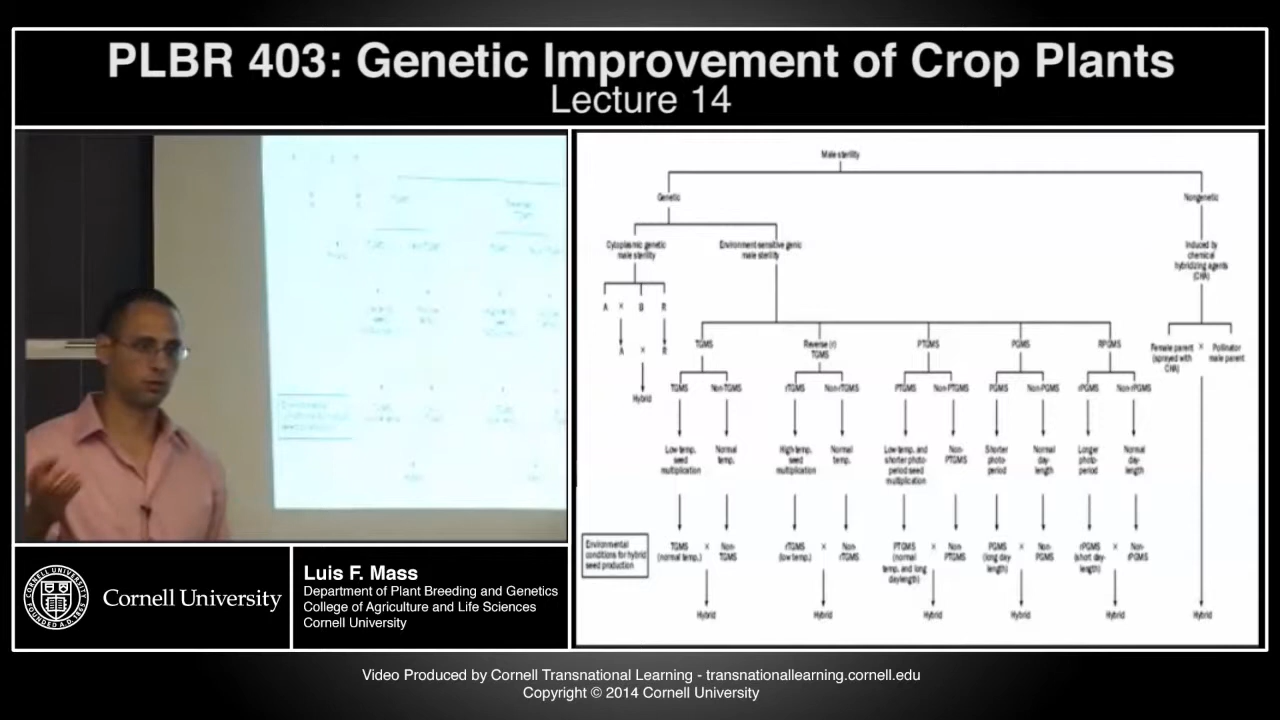 PLBR 403: Genetic Improvement of Crop Plants
Lecture 14
Male sterility
Genetic
Nongenetic
Cytoplasmic genetic
male sterility
Environment-sensitive genic
male sterility
Induced by
chemical
hybridizing agents
(CHA)
A × B R
A × R
Hybrid
TGMS
Reverse (r)
TGMS
PTGMS
PGMS
RPGMS
Female parent
(sprayed with
CHA)
×
Pollinator
male parent
TGMS Non-TGMS rTGMS Non-rTGMS PTGMS Non-PTGMS PGMS Non-PGMS rPGMS Non-rPGMS
Low temp.
seed
multiplication
Normal
temp.
High temp.
seed
multiplication
Normal
temp.
Low temp. and
shorter photo-
period seed
multiplication
Non-
PTGMS
Shorter
photo-
period
Normal
day-
length
Longer
photo-
period
Normal
day-
length
Environmental
conditions for hybrid
seed production
TGMS
(normal temp.)
×
Non-
TGMS
rTGMS
(low temp.)
×
Non-
rTGMS
PTGMS
(normal
temp. and long
daylength)
×
Non-
PTGMS
PGMS
(long day-
length)
×
Non-
PGMS
rPGMS
(short day-
length)
×
Non-
rPGMS
Hybrid Hybrid Hybrid Hybrid Hybrid Hybrid
Cornell University
Luis F. Mass
Department of Plant Breeding and Genetics
College of Agriculture and Life Sciences
Cornell University
Video Produced by Cornell Transnational Learning - transnationallearning.cornell.edu
Copyright © 2014 Cornell University